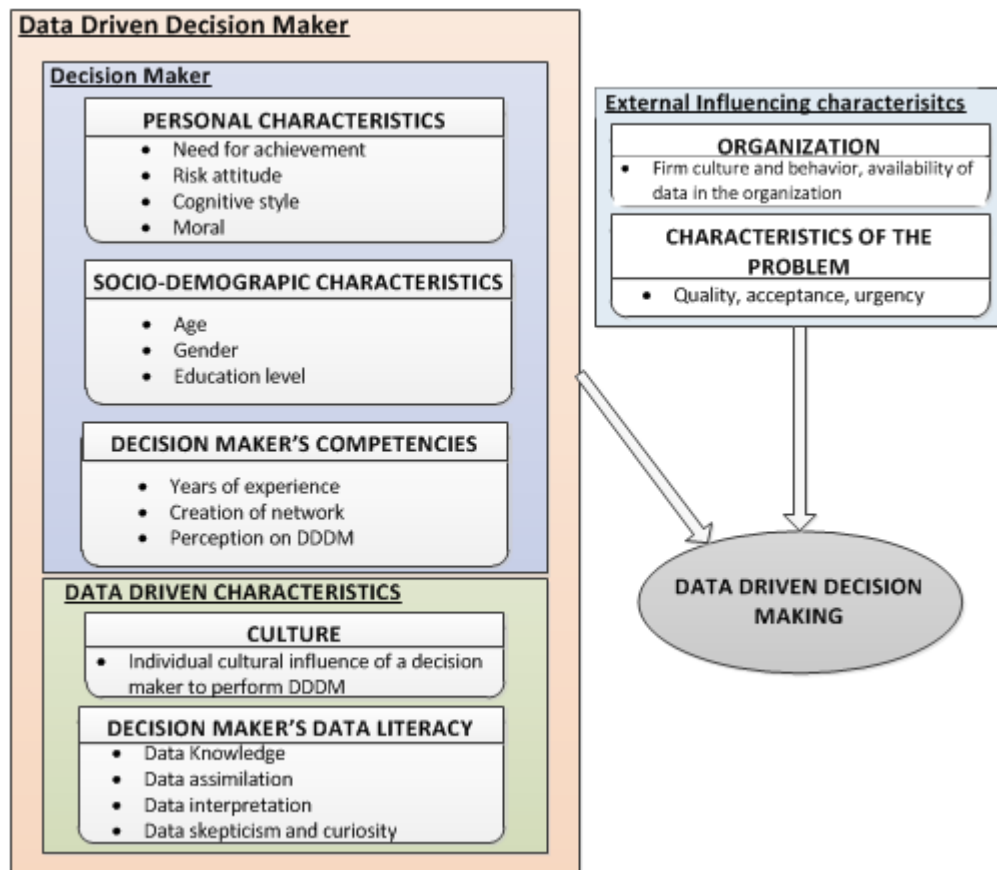 Data Driven Decision Maker
Decision Maker
PERSONAL CHARACTERISTICS
• Need for achievement
• Risk attitude
• Cognitive style
• Moral
SOCIO-DEMOGRAPIC CHARACTERISTICS
• Age
• Gender
• Education level
DECISION MAKER'S COMPETENCIES
• Years of experience
• Creation of network
• Perception on DDDM
DATA DRIVEN CHARACTERISTICS
CULTURE
• Individual cultural influence of a decision
maker to perform DDDM
DECISION MAKER'S DATA LITERACY
• Data Knowledge
• Data assimilation
• Data interpretation
• Data skepticism and curiosity
External Influencing characterisitcs
ORGANIZATION
• Firm culture and behavior, availability of
data in the organization
CHARACTERISTICS OF THE
PROBLEM
• Quality, acceptance, urgency
DATA DRIVEN DECISION
MAKING